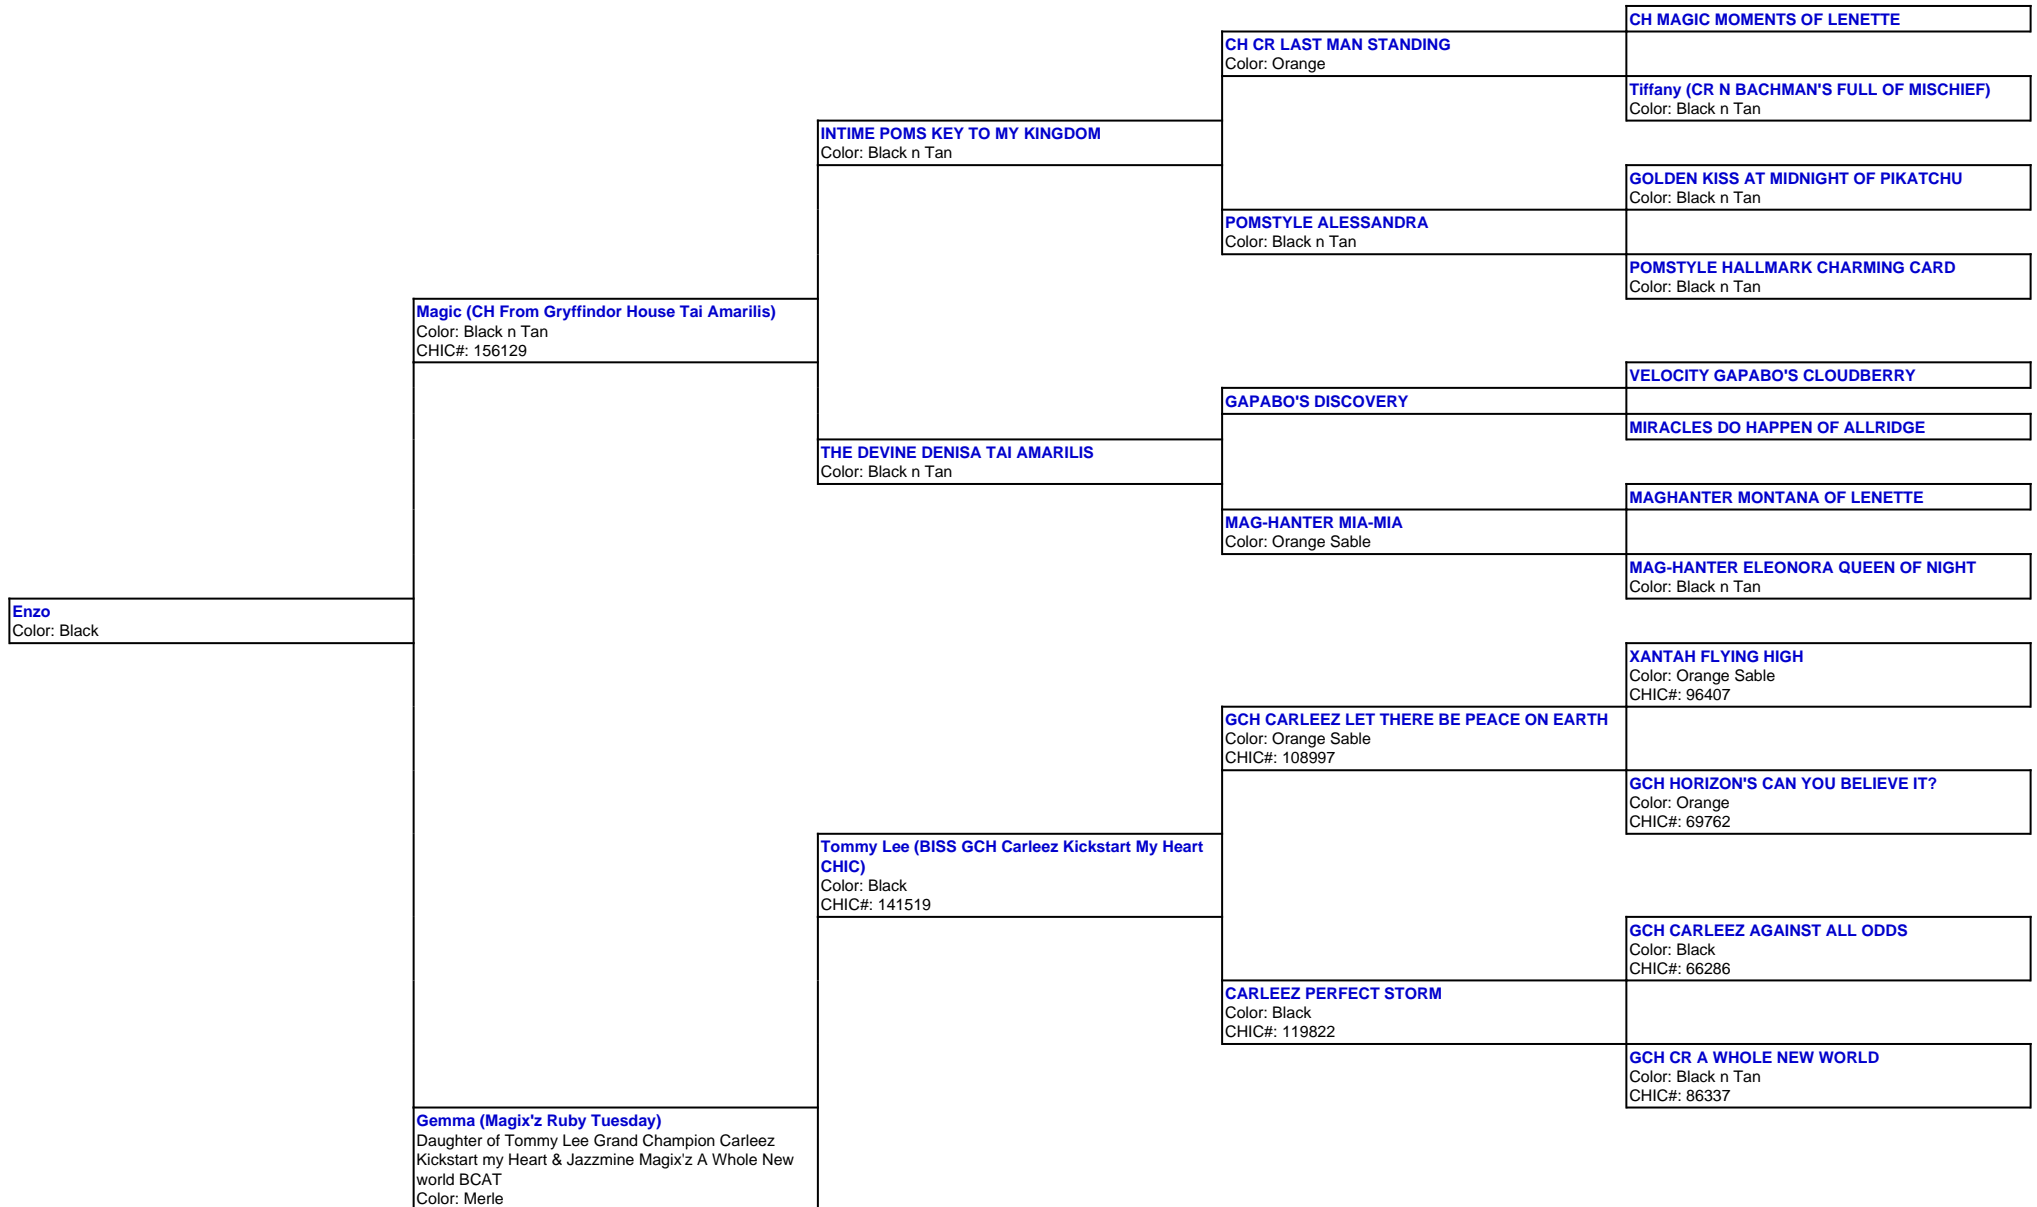 CH MAGIC MOMENTS OF LENETTE
CH CR LAST MAN STANDING
Color: Orange
Tiffany (CR N BACHMAN'S FULL OF MISCHIEF)
Color: Black n Tan
INTIME POMS KEY TO MY KINGDOM
Color: Black n Tan
GOLDEN KISS AT MIDNIGHT OF PIKATCHU
Color: Black n Tan
POMSTYLE ALESSANDRA
Color: Black n Tan
POMSTYLE HALLMARK CHARMING CARD
Color: Black n Tan
Magic (CH From Gryffindor House Tai Amarilis)
Color: Black n Tan
CHIC#: 156129
VELOCITY GAPABO'S CLOUDBERRY
GAPABO'S DISCOVERY
MIRACLES DO HAPPEN OF ALLRIDGE
THE DEVINE DENISA TAI AMARILIS
Color: Black n Tan
MAGHANTER MONTANA OF LENETTE
MAG-HANTER MIA-MIA
Color: Orange Sable
MAG-HANTER ELEONORA QUEEN OF NIGHT
Color: Black n Tan
Enzo
Color: Black
XANTAH FLYING HIGH
Color: Orange Sable
CHIC#: 96407
GCH CARLEEZ LET THERE BE PEACE ON EARTH
Color: Orange Sable
CHIC#: 108997
GCH HORIZON'S CAN YOU BELIEVE IT?
Color: Orange
CHIC#: 69762
Tommy Lee (BISS GCH Carleez Kickstart My Heart
CHIC)
Color: Black
CHIC#: 141519
GCH CARLEEZ AGAINST ALL ODDS
Color: Black
CHIC#: 66286
CARLEEZ PERFECT STORM
Color: Black
CHIC#: 119822
GCH CR A WHOLE NEW WORLD
Color: Black n Tan
CHIC#: 86337
Gemma (Magix'z Ruby Tuesday)
Daughter of Tommy Lee Grand Champion Carleez
Kickstart my Heart & Jazzmine Magix'z A Whole New
world BCAT
Color: Merle